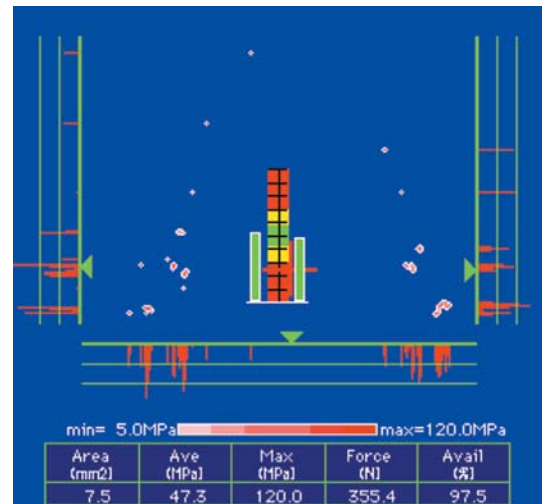 min= 5.0MPa max=120.0MPa
Area Ave Max Force Avail
(mm2] (MPa) (MPa) (N) (%)
7.5 47.3 120.0 355.4 97.5